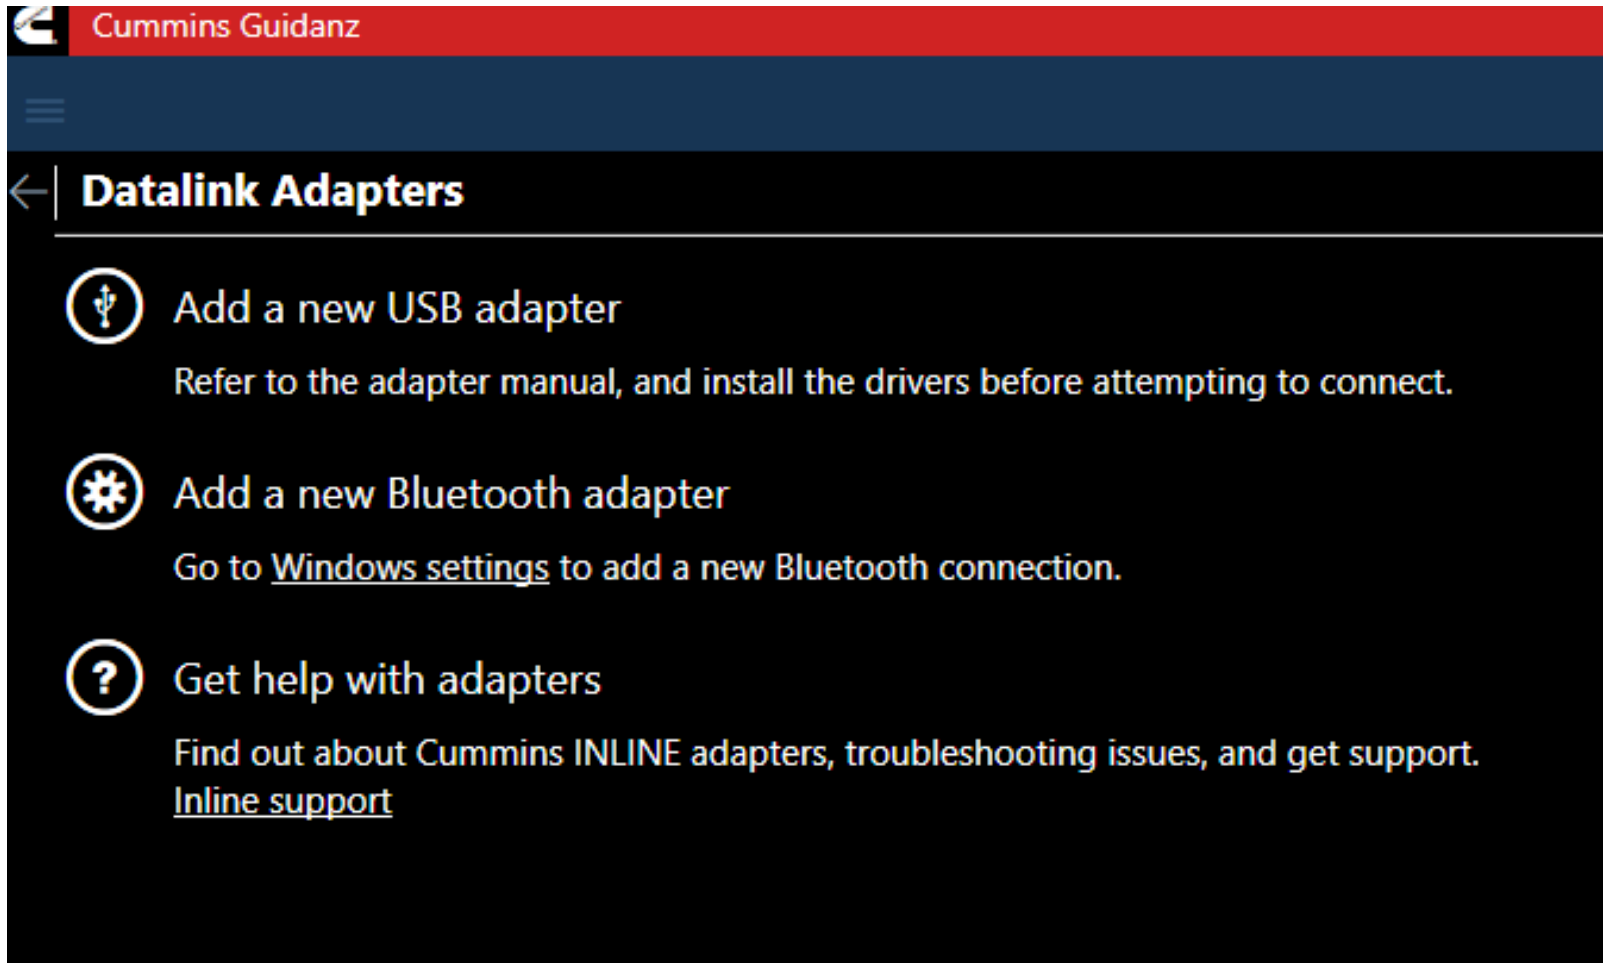 Cummins Guidanz
Datalink Adapters
Add a new USB adapter
Refer to the adapter manual, and install the drivers before attempting to connect.
Add a new Bluetooth adapter
Go to Windows settings to add a new Bluetooth connection.
?
Get help with adapters
Find out about Cummins INLINE adapters, troubleshooting issues, and get support.
Inline support